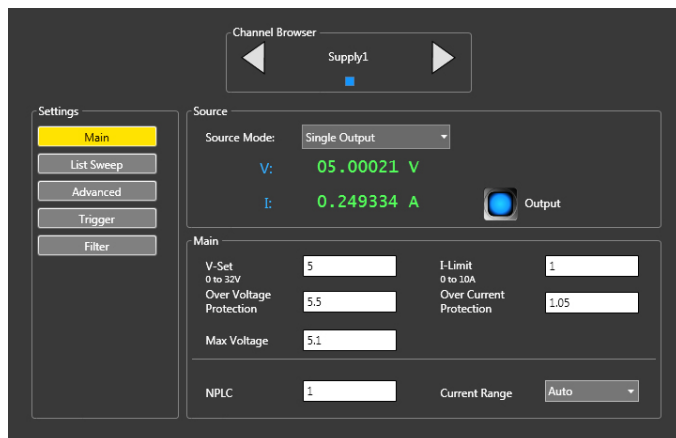 Channel Browser
Supply1
Settings
Main
List Sweep
Advanced
Trigger
Filter
Source
Source Mode: Single Output
V: 05.00021 V
I: 0.249334 A
Output
Main
V-Set 5
0 to 32V
I-Limit 1
0 to 10A
Over Voltage
Protection 5.5
Over Current
Protection 1.05
Max Voltage 5.1
NPLC 1
Current Range Auto